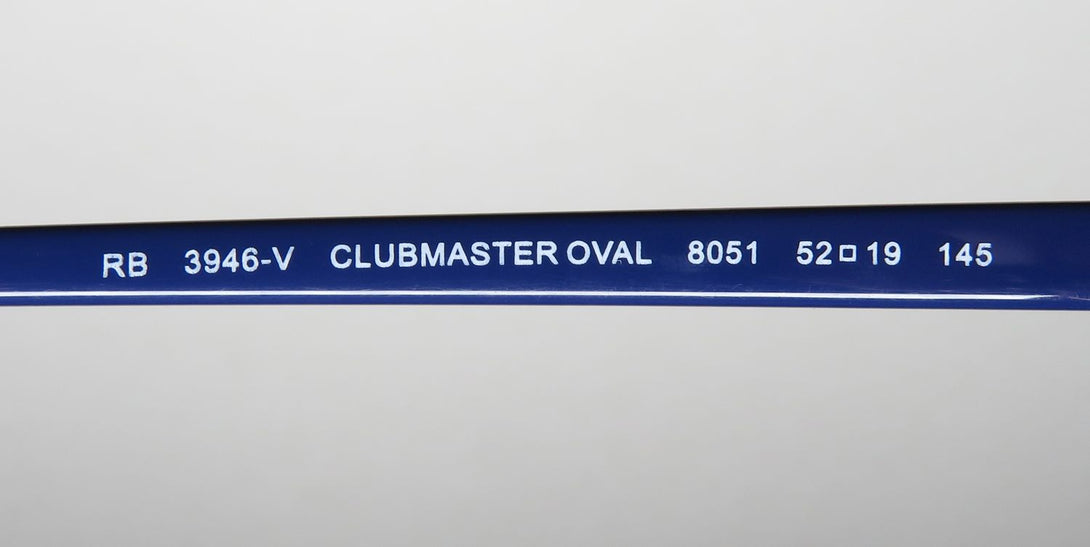 RB 3946-V CLUBMASTER OVAL 8051 52□19 145